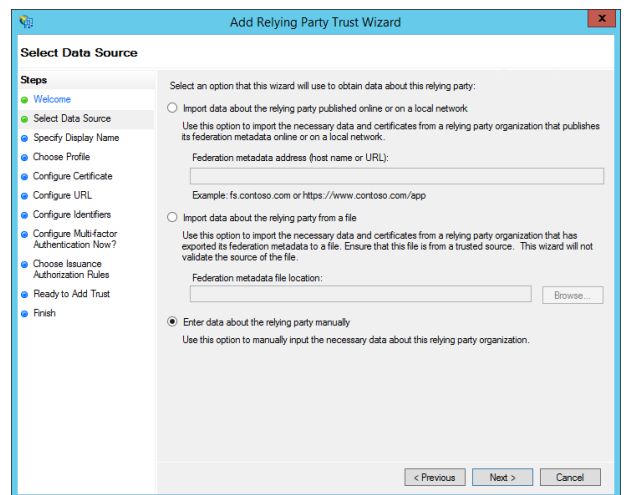 Add Relying Party Trust Wizard
x
Select Data Source
Steps
Welcome
Select Data Source
Specify Display Name
Choose Profile
Configure Certificate
Configure URL
Configure Identifiers
Configure Multi-factor
Authentication Now?
Choose Issuance
Authorization Rules
Ready to Add Trust
Finish
Select an option that this wizard will use to obtain data about this relying party:
Import data about the relying party published online or on a local network
Use this option to import the necessary data and certificates from a relying party organization that publishes
its federation metadata online or on a local network.
Federation metadata address (host name or URL):
Example: fs.contoso.com or https://www.contoso.com/app
Import data about the relying party from a file
Use this option to import the necessary data and certificates from a relying party organization that has
exported its federation metadata to a file. Ensure that this file is from a trusted source. This wizard will not
validate the source of the file.
Federation metadata file location:
Browse...
Enter data about the relying party manually
Use this option to manually input the necessary data about this relying party organization.
< Previous
Next >
Cancel